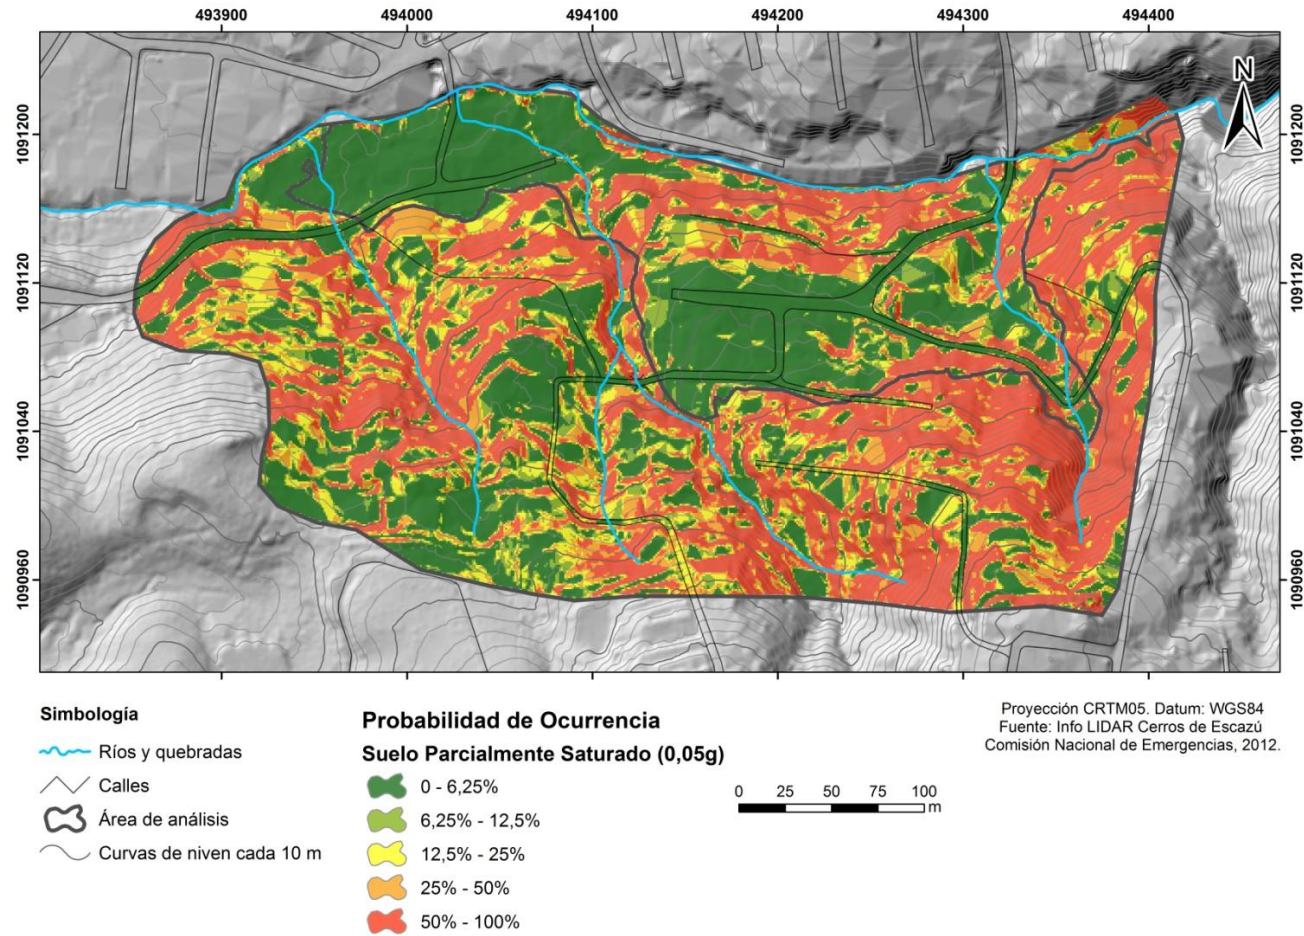 493900 494000 494100 494200 494300 494400
N
1091200 1091200
1091120 1091120
1091040 1091040
1090960 1090960
Simbología
Ríos y quebradas
Calles
Área de análisis
Curvas de niven cada 10 m
Probabilidad de Ocurrencia
Suelo Parcialmente Saturado (0,05g)
0 - 6,25%
6,25% - 12,5%
12,5% - 25%
25% - 50%
50% - 100%
0 25 50 75 100
m
Proyección CRTM05. Datum: WGS84
Fuente: Info LIDAR Cerros de Escazú
Comisión Nacional de Emergencias, 2012.